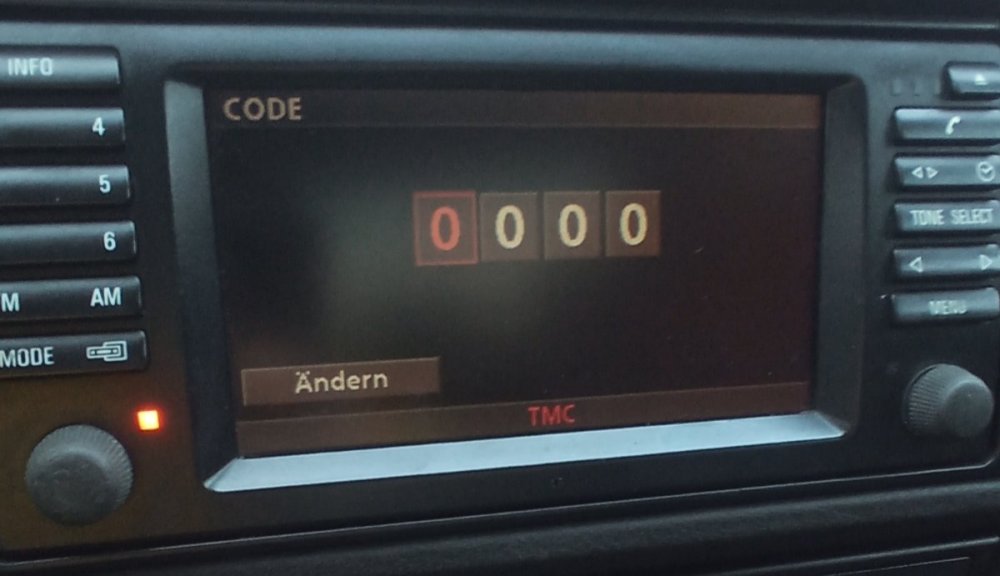 INFO
4
5
6
M AM
MODE
CODE
0 0 0 0
Ändern
TMC
TONE SELECT
MENU